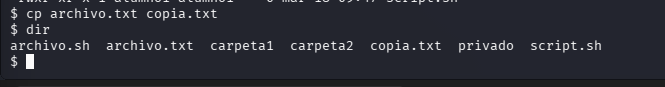 $ cp archivo.txt copia.txt
$ dir
archivo.sh  archivo.txt  carpeta1  carpeta2  copia.txt  privado  script.sh
$